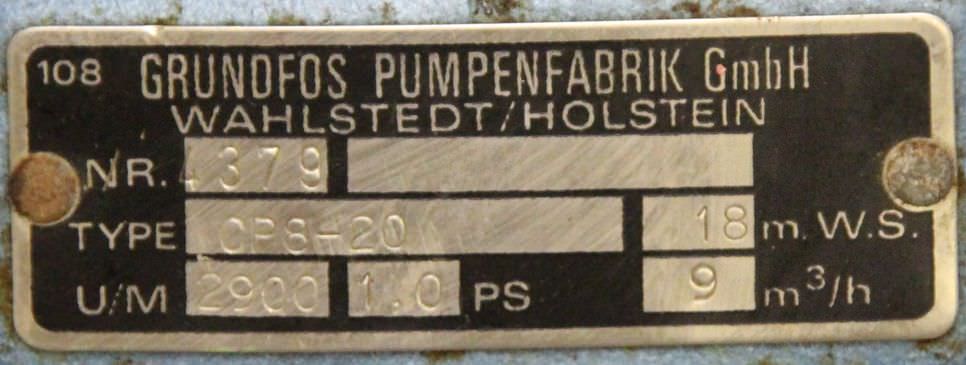 108 GRUNDFOS PUMPENFABRIK GmbH
WAHLSTEDT/HOLSTEIN
NR. 4379
TYPE CP8-20 18 m.W.S.
U/M 2900 1.0 PS 9 m³/h